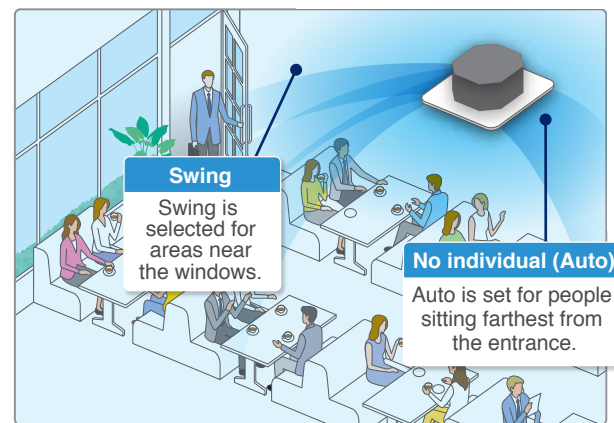 Swing
Swing is
selected for
areas near
the windows.
No individual (Auto)
Auto is set for people
sitting farthest from
the entrance.